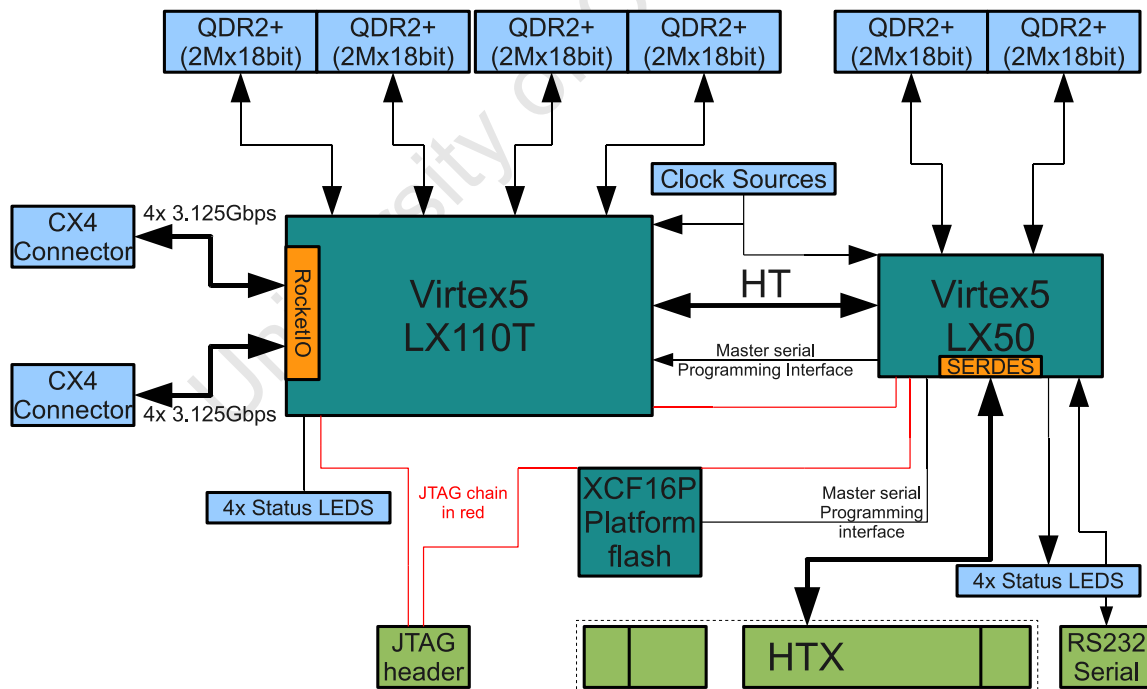 QDR2+
(2Mx18bit)
QDR2+
(2Mx18bit)
QDR2+
(2Mx18bit)
QDR2+
(2Mx18bit)
QDR2+
(2Mx18bit)
QDR2+
(2Mx18bit)
University of
Clock Sources
CX4
Connector
4x 3.125Gbps
RocketIO
Virtex5
LX110T
HT
Virtex5
LX50
SERDES
Master serial
Programming Interface
CX4
Connector
4x 3.125Gbps
4x Status LEDS
JTAG chain
in red
XCF16P
Platform
flash
Master serial
Programming
interface
4x Status LEDS
JTAG
header
HTX
RS232
Serial